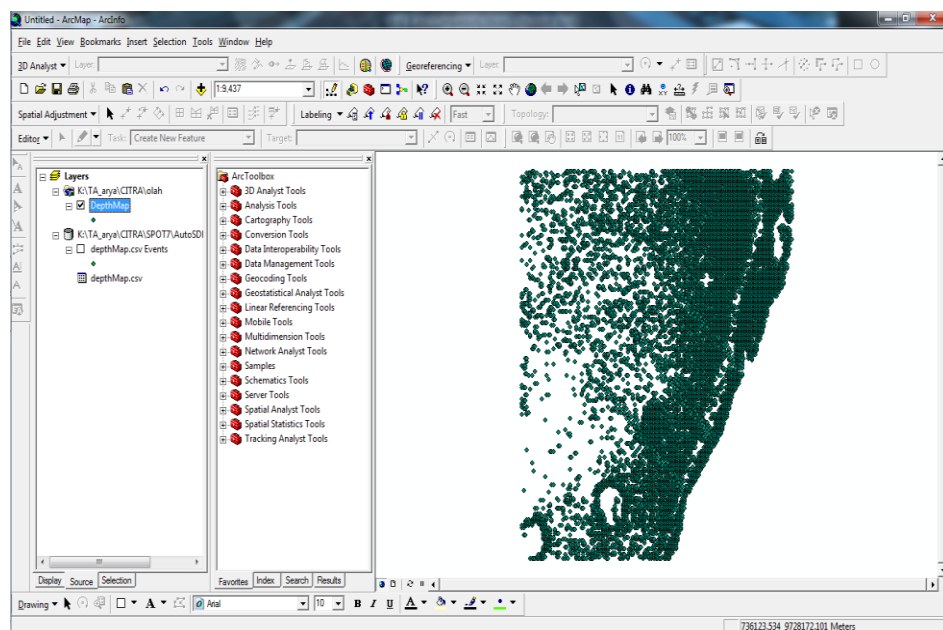 Untitled - ArcMap - ArcInfo
File Edit View Bookmarks Insert Selection Tools Window Help
3D Analyst Layer: Georeferencing Layer:
1:9,437
Spatial Adjustment Labeling Fast Topology:
Editor Task: Create New Feature Target: 100%
Layers
K:\TA_arya\CITRA\olah
DepthMap
K:\TA_arya\CITRA\SPOT7\AutoSDI
depthMap.csv Events
depthMap.csv
ArcToolbox
3D Analyst Tools
Analysis Tools
Cartography Tools
Conversion Tools
Data Interoperability Tools
Data Management Tools
Geocoding Tools
Geostatistical Analyst Tools
Linear Referencing Tools
Mobile Tools
Multidimension Tools
Network Analyst Tools
Samples
Schematics Tools
Server Tools
Spatial Analyst Tools
Spatial Statistics Tools
Tracking Analyst Tools
Display Source Selection
Favorites Index Search Results
Drawing A Arial 10 B I U A
736123.534 9728172.101 Meters